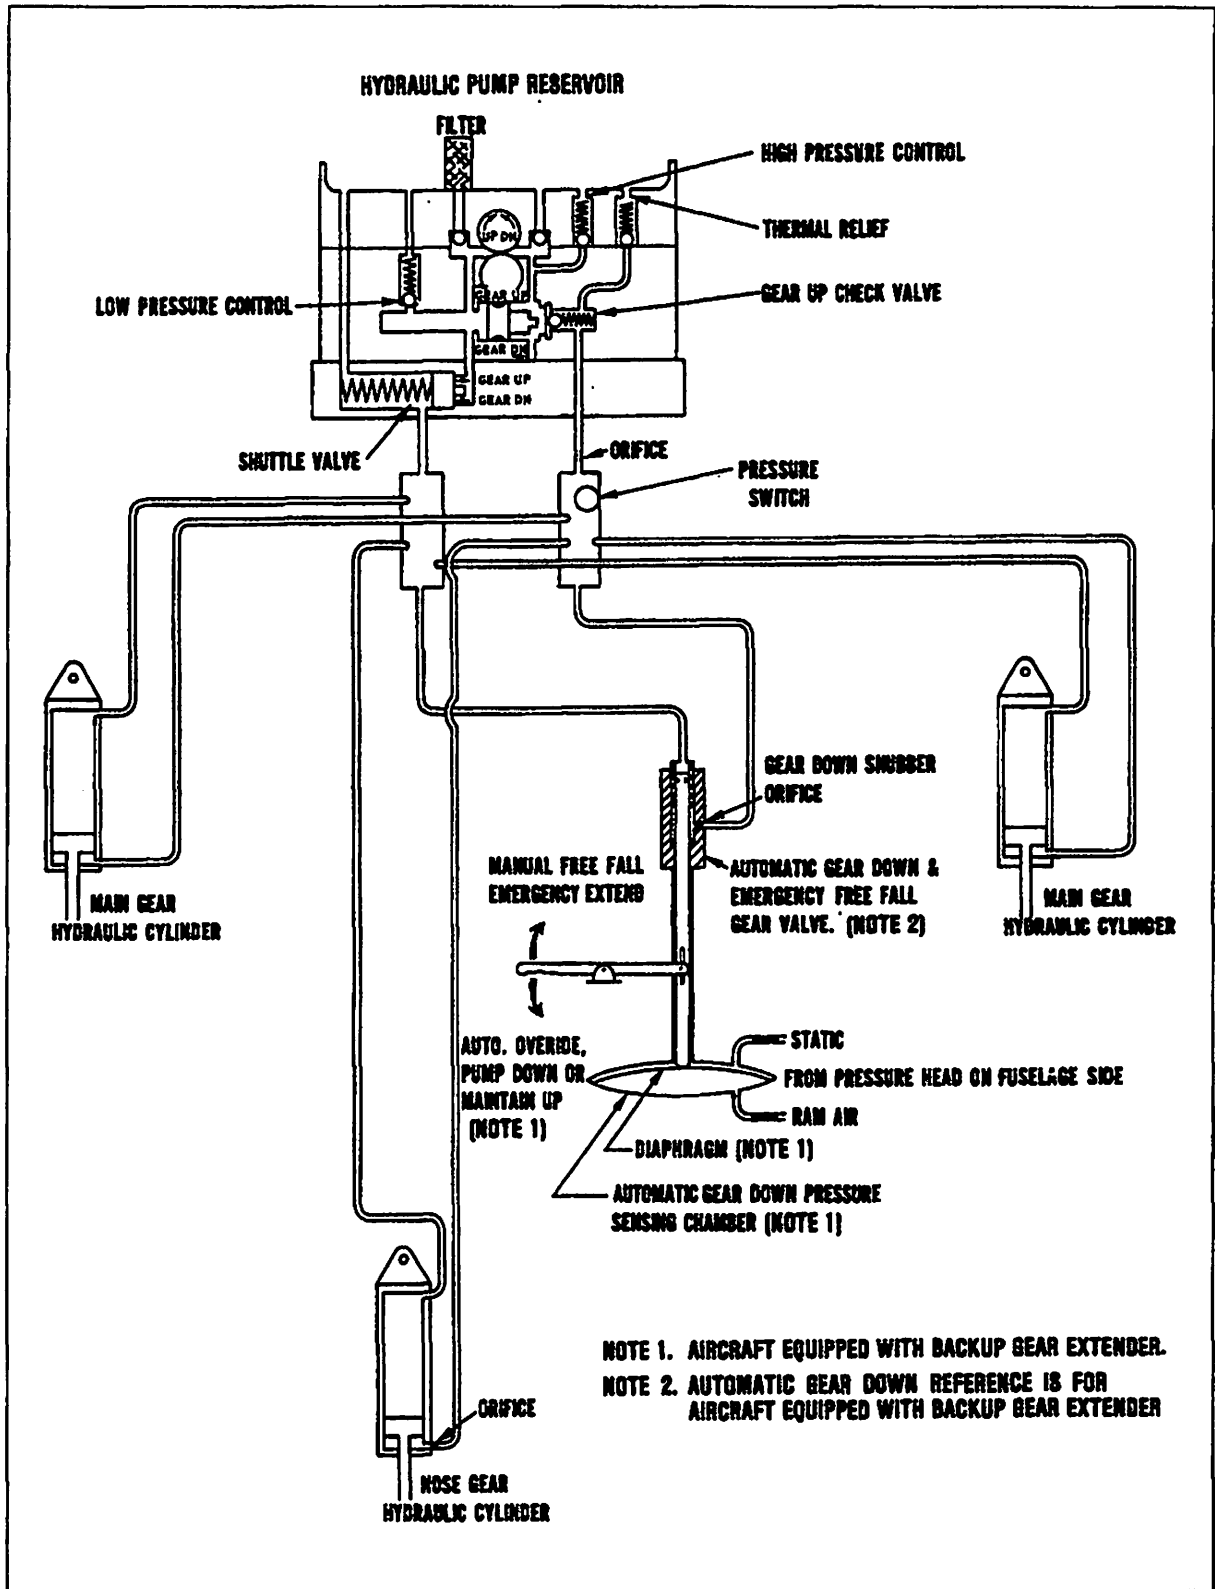 HYDRAULIC PUMP RESERVOIR
FILTER
HIGH PRESSURE CONTROL
THERMAL RELIEF
UP DN
LOW PRESSURE CONTROL
GEAR UP CHECK VALVE
GEAR UP
GEAR DN
GEAR UP
GEAR DN
SHUTTLE VALVE
ORIFICE
PRESSURE
SWITCH
GEAR DOWN SNUBBER
ORIFICE
MANUAL FREE FALL
EMERGENCY EXTEND
AUTOMATIC GEAR DOWN &
EMERGENCY FREE FALL
GEAR VALVE. (NOTE 2)
MAIN GEAR
HYDRAULIC CYLINDER
MAIN GEAR
HYDRAULIC CYLINDER
AUTO. OVERIDE,
PUMP DOWN OR
MAINTAIN UP
(NOTE 1)
STATIC
FROM PRESSURE HEAD ON FUSELAGE SIDE
RAM AIR
DIAPHRAGM (NOTE 1)
AUTOMATIC GEAR DOWN PRESSURE
SENSING CHAMBER (NOTE 1)
NOTE 1. AIRCRAFT EQUIPPED WITH BACKUP GEAR EXTENDER.
NOTE 2. AUTOMATIC GEAR DOWN REFERENCE IS FOR
AIRCRAFT EQUIPPED WITH BACKUP GEAR EXTENDER
ORIFICE
NOSE GEAR
HYDRAULIC CYLINDER